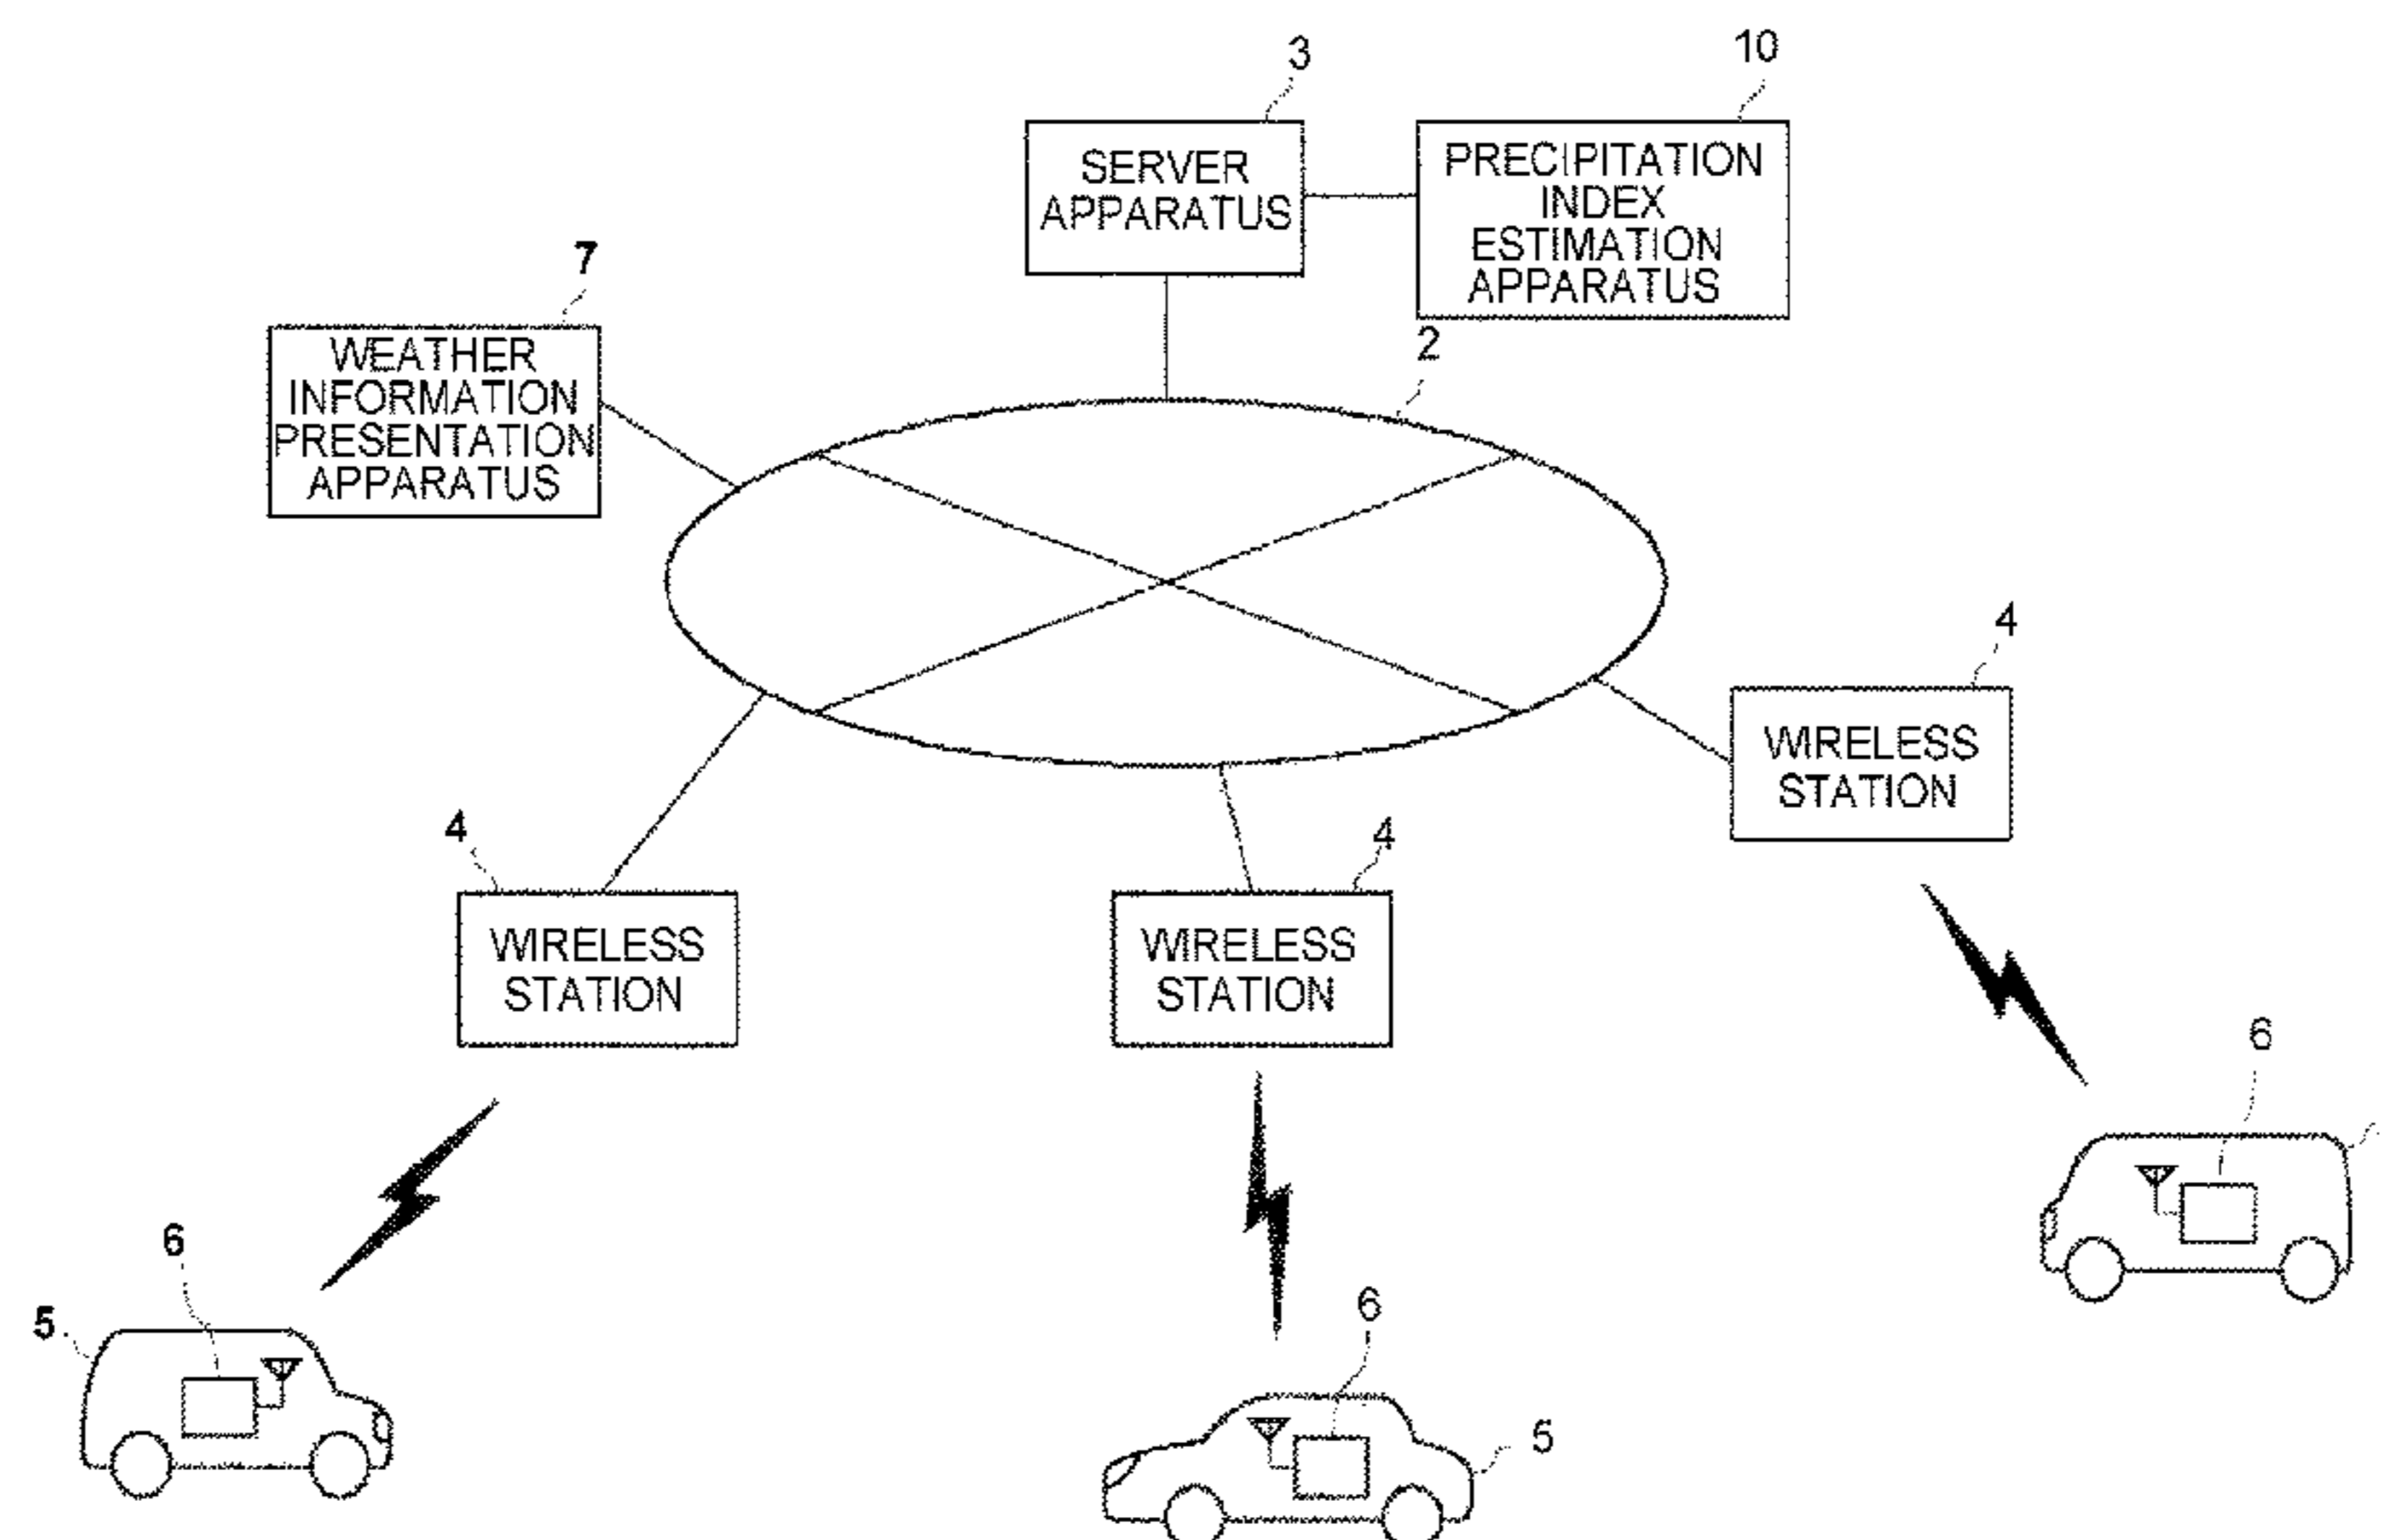 3
10
SERVER
APPARATUS
PRECIPITATION
INDEX
ESTIMATION
APPARATUS
7
WEATHER
INFORMATION
PRESENTATION
APPARATUS
2
4
WIRELESS
STATION
4
WIRELESS
STATION
4
WIRELESS
STATION
6
6
5
6
5